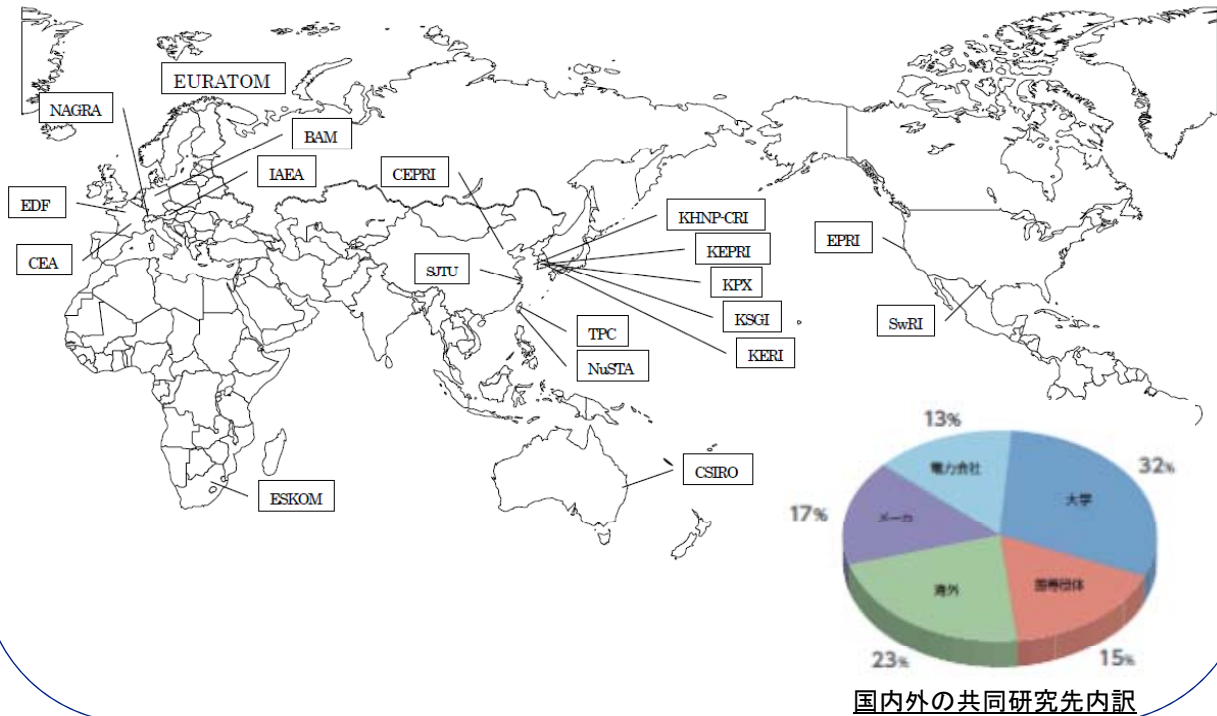 EURATOM
NAGRA
BAM
IAEA
CEPRI
EDF
KHNP-CRI
KEPRI
EPRI
CEA
SJTU
KPX
KSGI
SwRI
TPC
KERI
NuSTA
CSIRO
ESKOM
13%
電力会社
32%
大学
17%
メーカ
海外
国等団体
23%
15%
国内外の共同研究先内訳